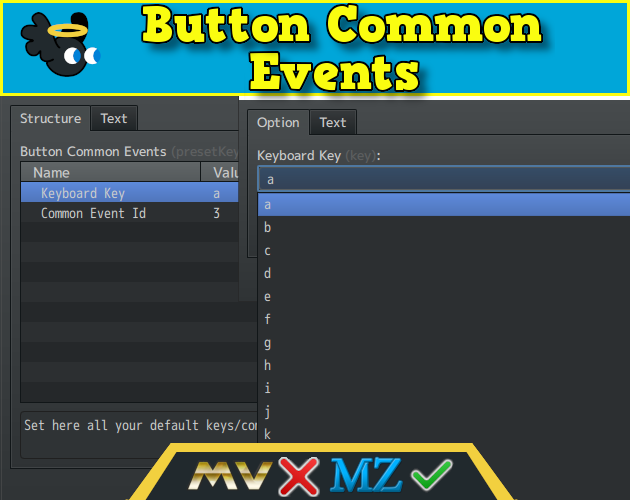 Button Common
Events
Structure
Text
Button Common Events (presetKey
Name
Valu
Keyboard Key
a
Common Event Id
3
Set here all your default keys/com
Option
Text
Keyboard Key (key):
a
a
b
c
d
e
f
g
h
i
j
k
MV MZ